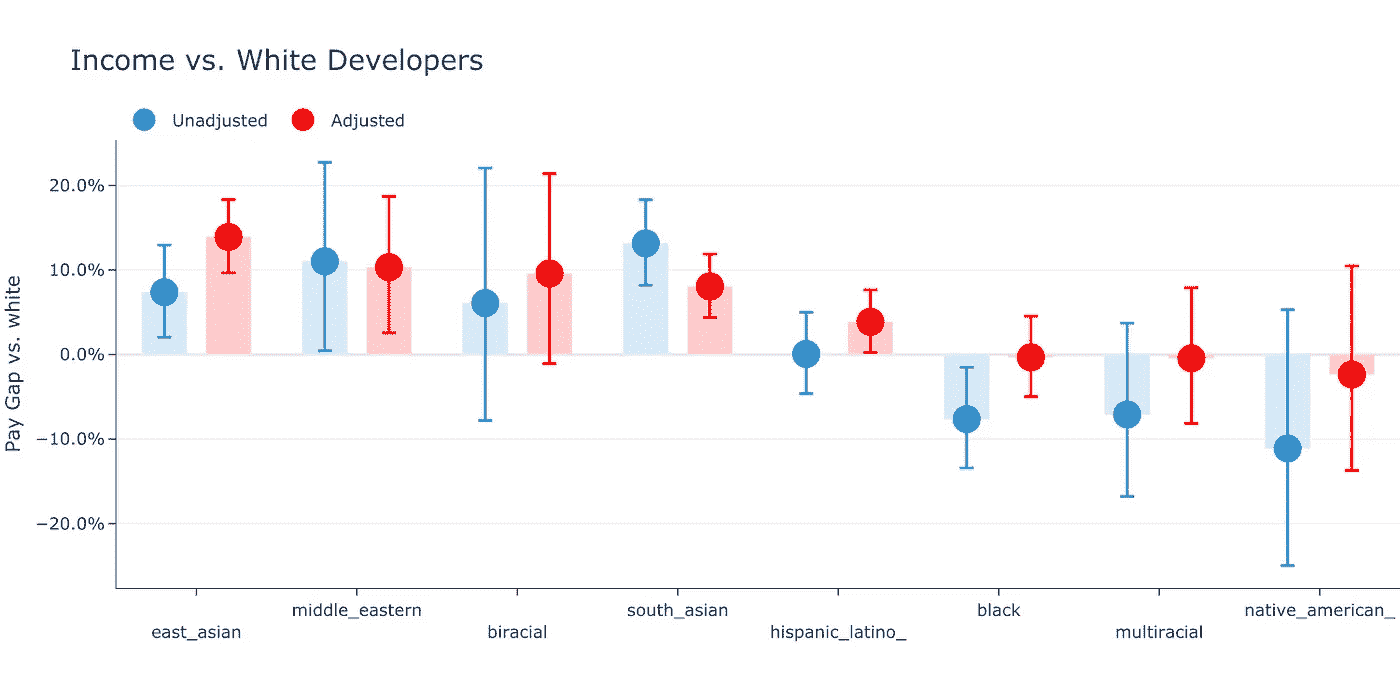 Income vs. White Developers
Unadjusted Adjusted
Pay Gap vs. white
20.0%
10.0%
0.0%
−10.0%
−20.0%
middle_eastern south_asian black native_american_
east_asian biracial hispanic_latino_ multiracial